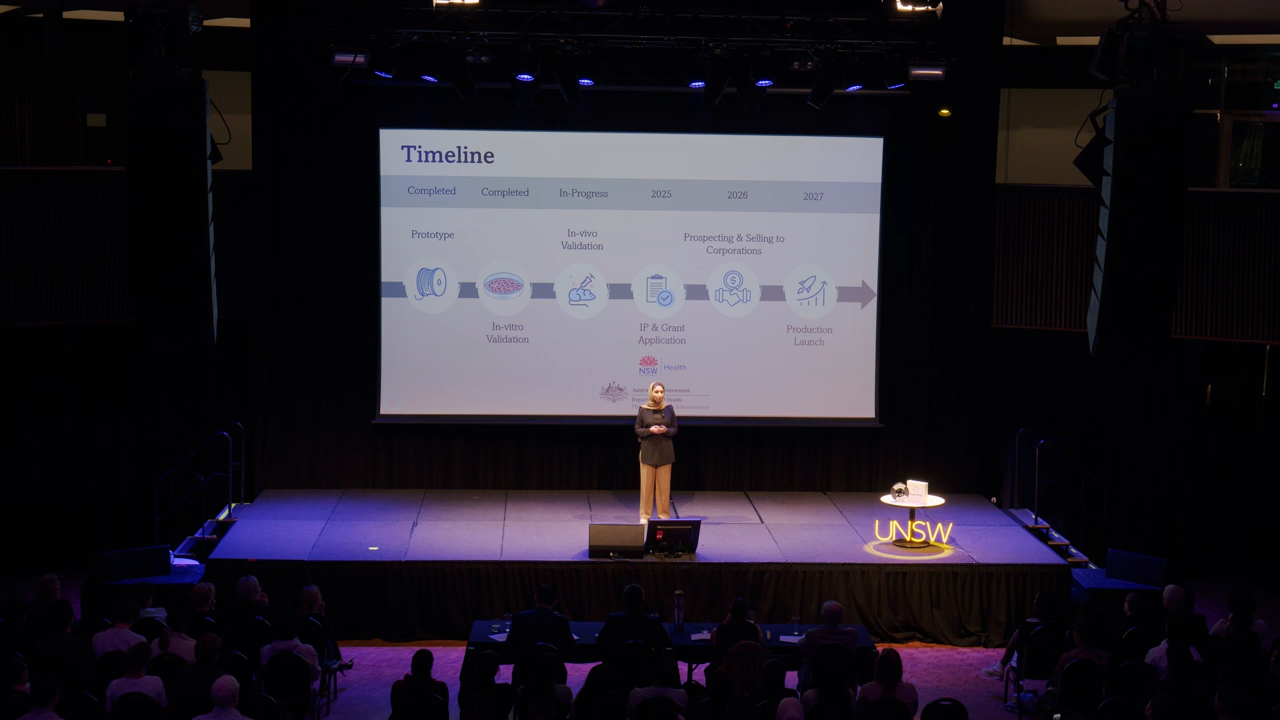 Timeline
Completed
Completed
In-Progress
2025
2026
2027
Prototype
In-vivo
Validation
Prospecting & Selling to
Corporations
In-vitro
Validation
IP & Grant
Application
Production
Launch
NSW
Health
UNSW